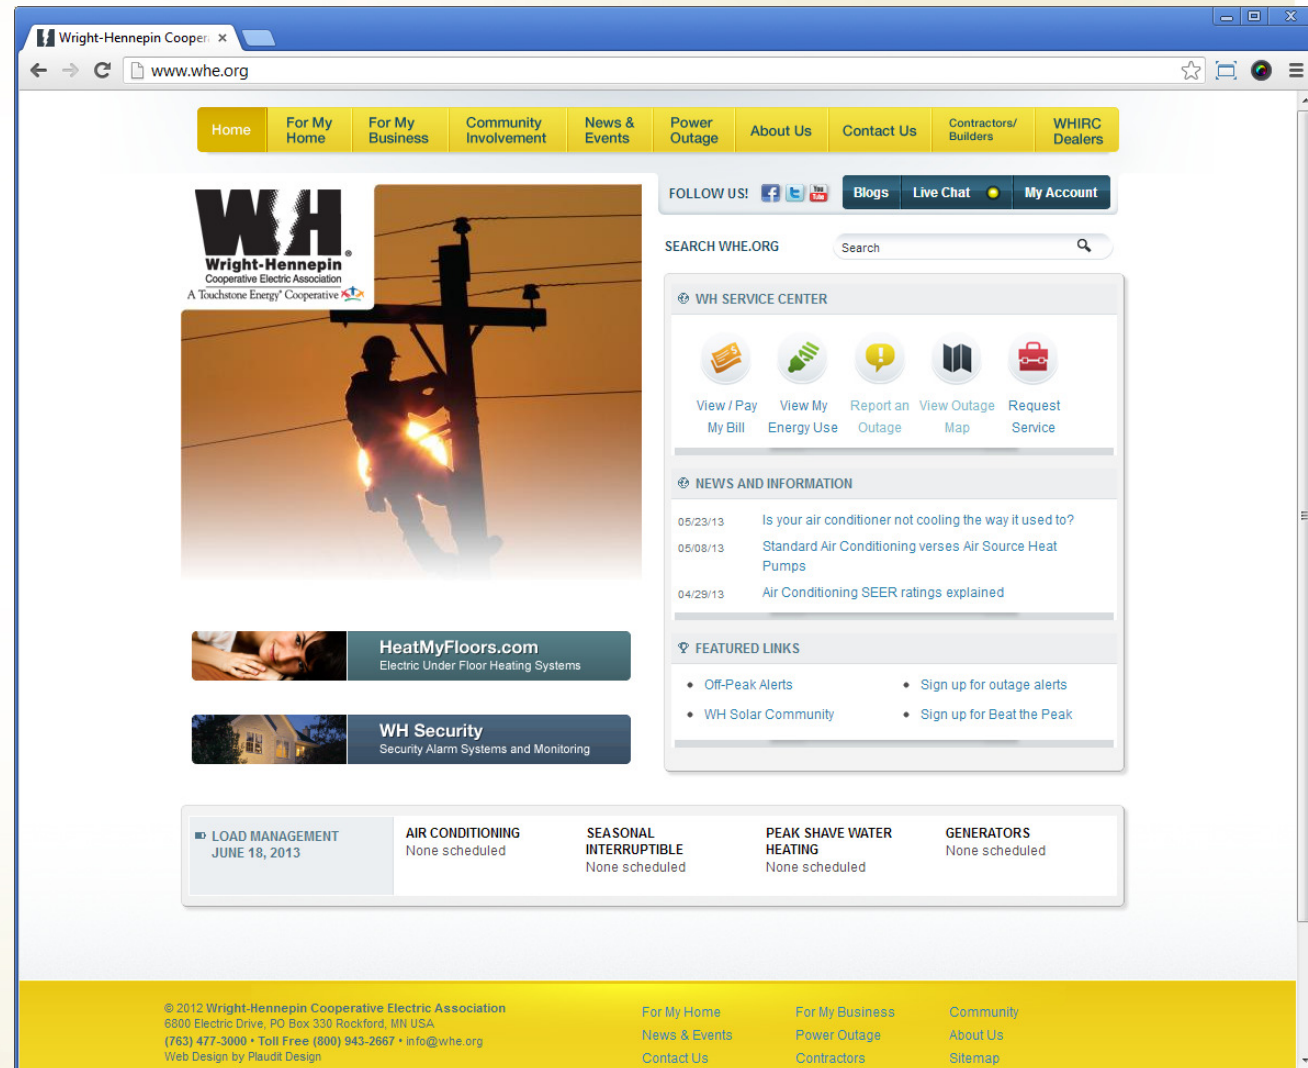 Wright-Hennepin Cooper
www.whe.org
Home
For My
Home
For My
Business
Community
Involvement
News &
Events
Power
Outage
About Us
Contact Us
Contractors/
Builders
WHIRC
Dealers
WH®
Wright-Hennepin
Cooperative Electric Association
A Touchstone Energy® Cooperative
FOLLOW US!
You
Tube
Blogs
Live Chat
My Account
SEARCH WHE.ORG
Search
WH SERVICE CENTER
View / Pay
My Bill
View My
Energy Use
Report an
Outage
View Outage
Map
Request
Service
NEWS AND INFORMATION
05/23/13 Is your air conditioner not cooling the way it used to?
05/08/13 Standard Air Conditioning verses Air Source Heat
Pumps
04/29/13 Air Conditioning SEER ratings explained
HeatMyFloors.com
Electric Under Floor Heating Systems
WH Security
Security Alarm Systems and Monitoring
FEATURED LINKS
• Off-Peak Alerts
• Sign up for outage alerts
• WH Solar Community
• Sign up for Beat the Peak
LOAD MANAGEMENT
JUNE 18, 2013
AIR CONDITIONING
None scheduled
SEASONAL
INTERRUPTIBLE
None scheduled
PEAK SHAVE WATER
HEATING
None scheduled
GENERATORS
None scheduled
© 2012 Wright-Hennepin Cooperative Electric Association
6800 Electric Drive, PO Box 330 Rockford, MN USA
(763) 477-3000 • Toll Free (800) 943-2667 • info@whe.org
Web Design by Plaudit Design
For My Home
For My Business
Community
News & Events
Power Outage
About Us
Contact Us
Contractors
Sitemap